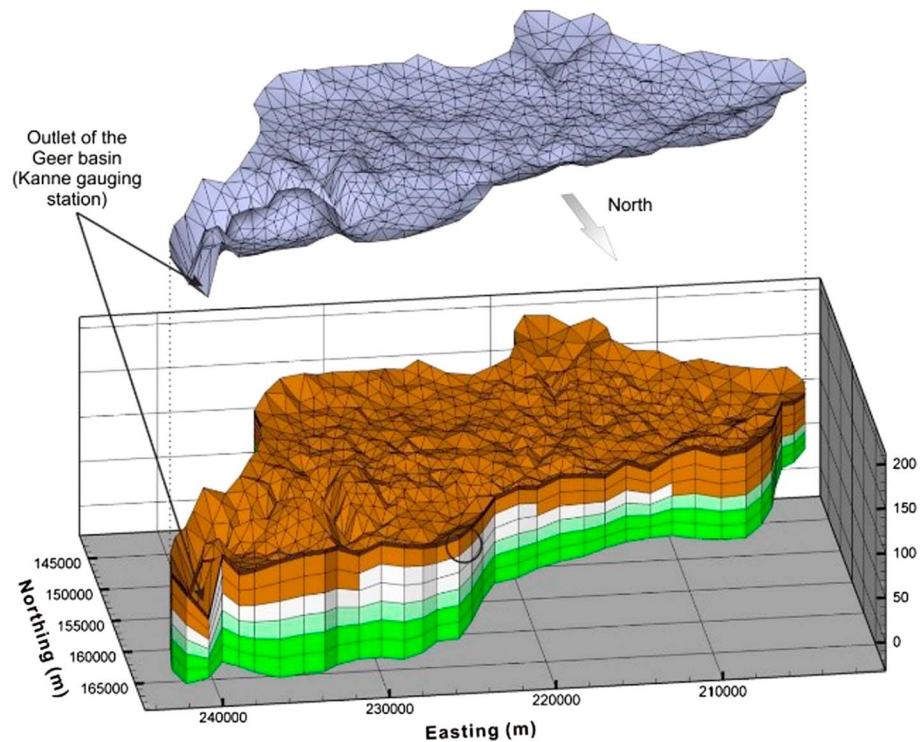 Outlet of the
Geer basin
(Kanne gauging
station)
North
200
150
100
50
0
145000
150000
155000
160000
165000
Northing (m)
240000
230000
220000
210000
Easting (m)